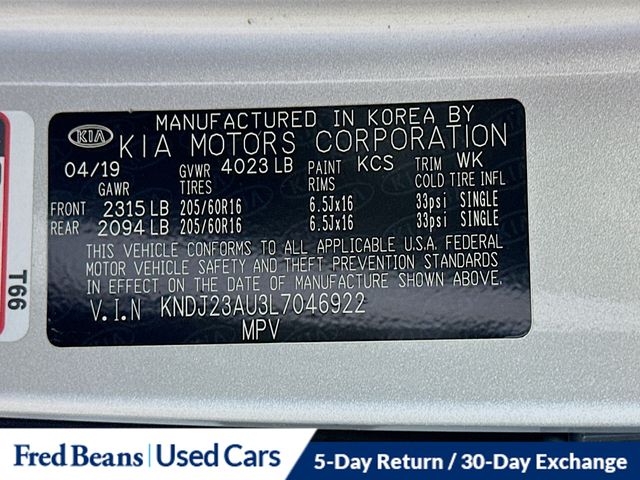 MANUFACTURED IN KOREA BY
KIA KIA MOTORS CORPORATION
04/19 GVWR 4023 LB PAINT KCS TRIM WK
GAWR TIRES RIMS COLD TIRE INFL
FRONT 2315 LB 205/60R16 6.5Jx16 33psi SINGLE
REAR 2094 LB 205/60R16 6.5Jx16 33psi SINGLE
THIS VEHICLE CONFORMS TO ALL APPLICABLE U.S.A. FEDERAL
MOTOR VEHICLE SAFETY AND THEFT PREVENTION STANDARDS
IN EFFECT ON THE DATE OF MANUFACTURE SHOWN ABOVE.
V.I.N KNDJ23AU3L7046922
MPV
T66
Fred Beans | Used Cars 5-Day Return / 30-Day Exchange